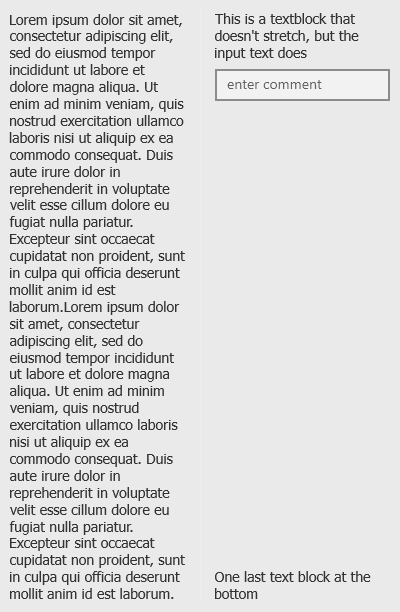 Lorem ipsum dolor sit amet,
consectetur adipiscing elit,
sed do eiusmod tempor
incididunt ut labore et
dolore magna aliqua. Ut
enim ad minim veniam, quis
nostrud exercitation ullamco
laboris nisi ut aliquip ex ea
commodo consequat. Duis
aute irure dolor in
reprehenderit in voluptate
velit esse cillum dolore eu
fugiat nulla pariatur.
Excepteur sint occaecat
cupidatat non proident, sunt
in culpa qui officia deserunt
mollit anim id est
laborum.Lorem ipsum dolor
sit amet, consectetur
adipiscing elit, sed do
eiusmod tempor incididunt
ut labore et dolore magna
aliqua. Ut enim ad minim
veniam, quis nostrud
exercitation ullamco laboris
nisi ut aliquip ex ea
commodo consequat. Duis
aute irure dolor in
reprehenderit in voluptate
velit esse cillum dolore eu
fugiat nulla pariatur.
Excepteur sint occaecat
cupidatat non proident, sunt
in culpa qui officia deserunt
mollit anim id est laborum.
This is a textblock that
doesn't stretch, but the
input text does
enter comment
One last text block at the
bottom